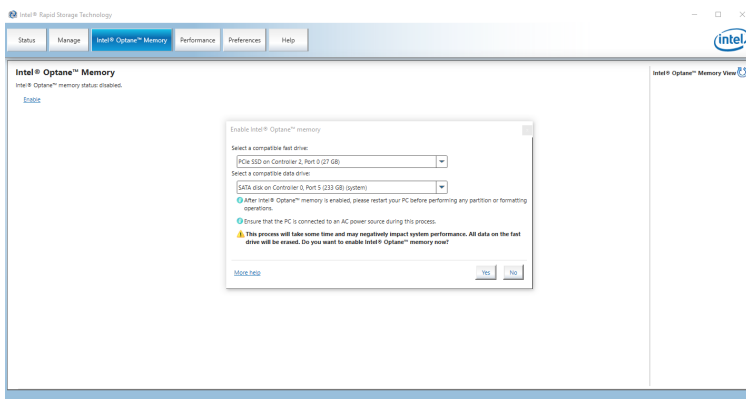 Intel® Rapid Storage Technology
Status Manage Intel® Optane™ Memory Performance Preferences Help
intel.
Intel® Optane™ Memory
Intel® Optane™ memory status: disabled.
Enable
Intel® Optane™ Memory View
Enable Intel® Optane™ memory
Select a compatible fast drive:
PCIe SSD on Controller 2, Port 0 (27 GB)
Select a compatible data drive:
SATA disk on Controller 0, Port 5 (233 GB) (system)
After Intel® Optane™ memory is enabled, please restart your PC before performing any partition or formatting
operations.
Ensure that the PC is connected to an AC power source during this process.
This process will take some time and may negatively impact system performance. All data on the fast
drive will be erased. Do you want to enable Intel® Optane™ memory now?
More help
Yes No